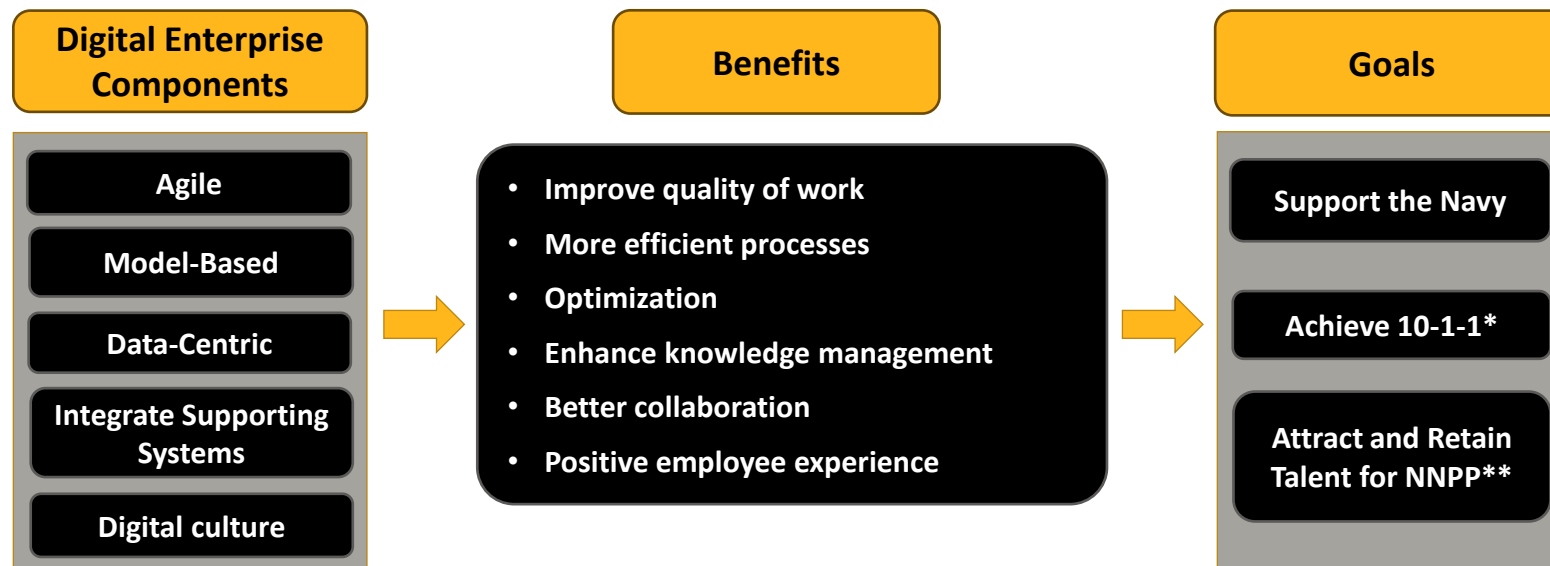 Digital Enterprise
Components
Agile
Model-Based
Data-Centric
Integrate Supporting
Systems
Digital culture
Benefits
• Improve quality of work
• More efficient processes
• Optimization
• Enhance knowledge management
• Better collaboration
• Positive employee experience
Goals
Support the Navy
Achieve 10-1-1*
Attract and Retain
Talent for NNPP**